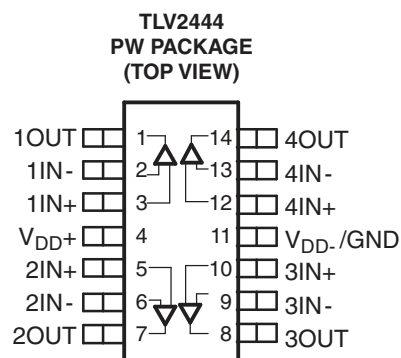 TLV2444
PW PACKAGE
(TOP VIEW)
1OUT 1 14 4OUT
1IN- 2 13 4IN-
1IN+ 3 12 4IN+
VDD+ 4 11 VDD- /GND
2IN+ 5 10 3IN+
2IN- 6 9 3IN-
2OUT 7 8 3OUT